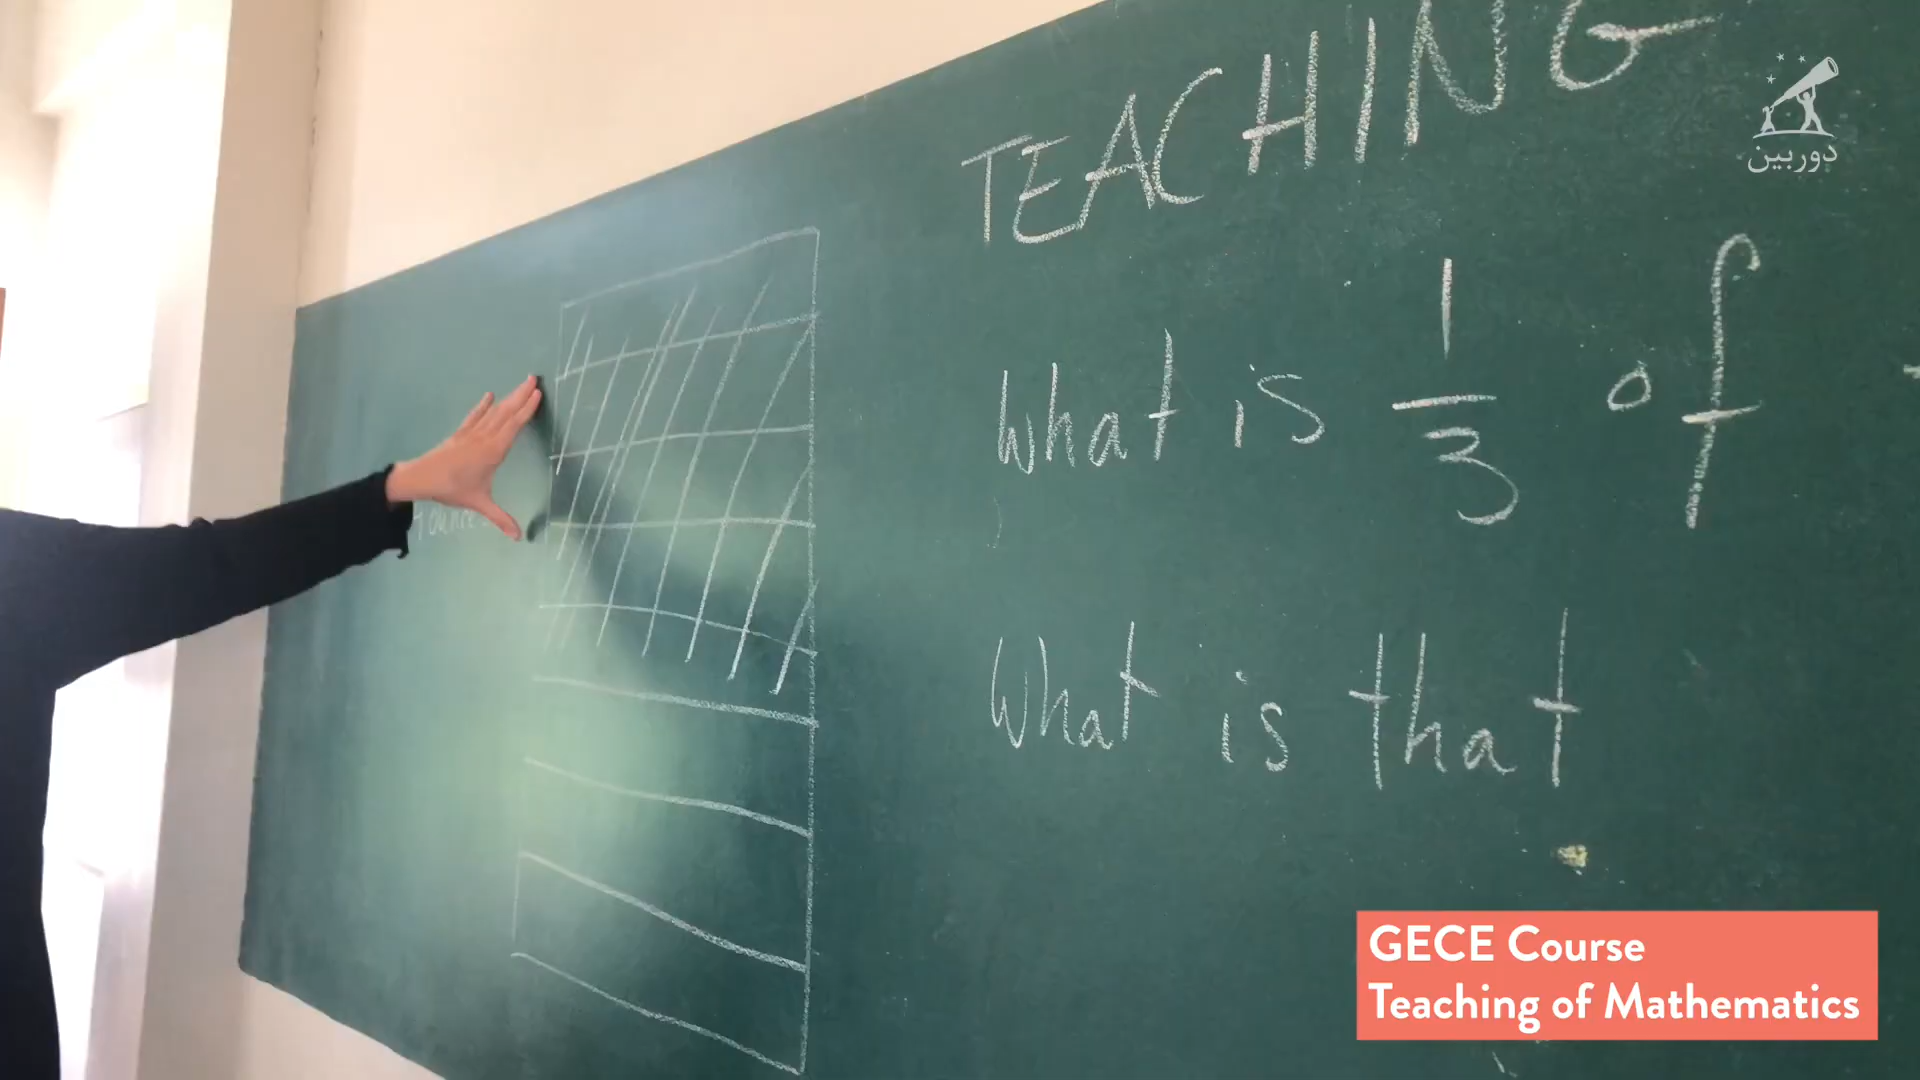 TEACHING
What is 1/3 of
What is that
دوربین
GECE Course
Teaching of Mathematics